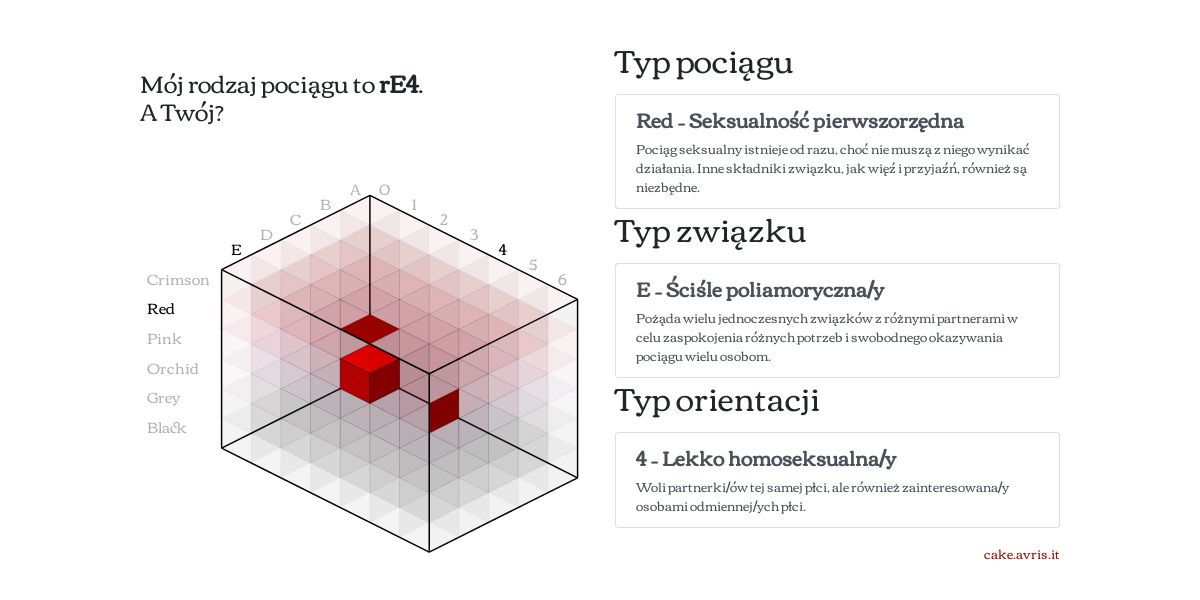 Mój rodzaj pociągu to rE4.
A Twój?
A 0
B 1
C 2
D 3
E 4
5
6
Crimson
Red
Pink
Orchid
Grey
Black
Typ pociągu
Red - Seksualność pierwszorzędna
Pociąg seksualny istnieje od razu, choć nie muszą z niego wynikać
działania. Inne składniki związku, jak więź i przyjaźń, również są
niezbędne.
Typ związku
E - Ściśle poliamoryczna/y
Pożąda wielu jednoczesnych związków z różnymi partnerami w
celu zaspokojenia różnych potrzeb i swobodnego okazywania
pociągu wielu osobom.
Typ orientacji
4 - Lekko homoseksualna/y
Woli partnerki/ów tej samej płci, ale również zainteresowana/y
osobami odmiennej/ych płci.
cake.avris.it